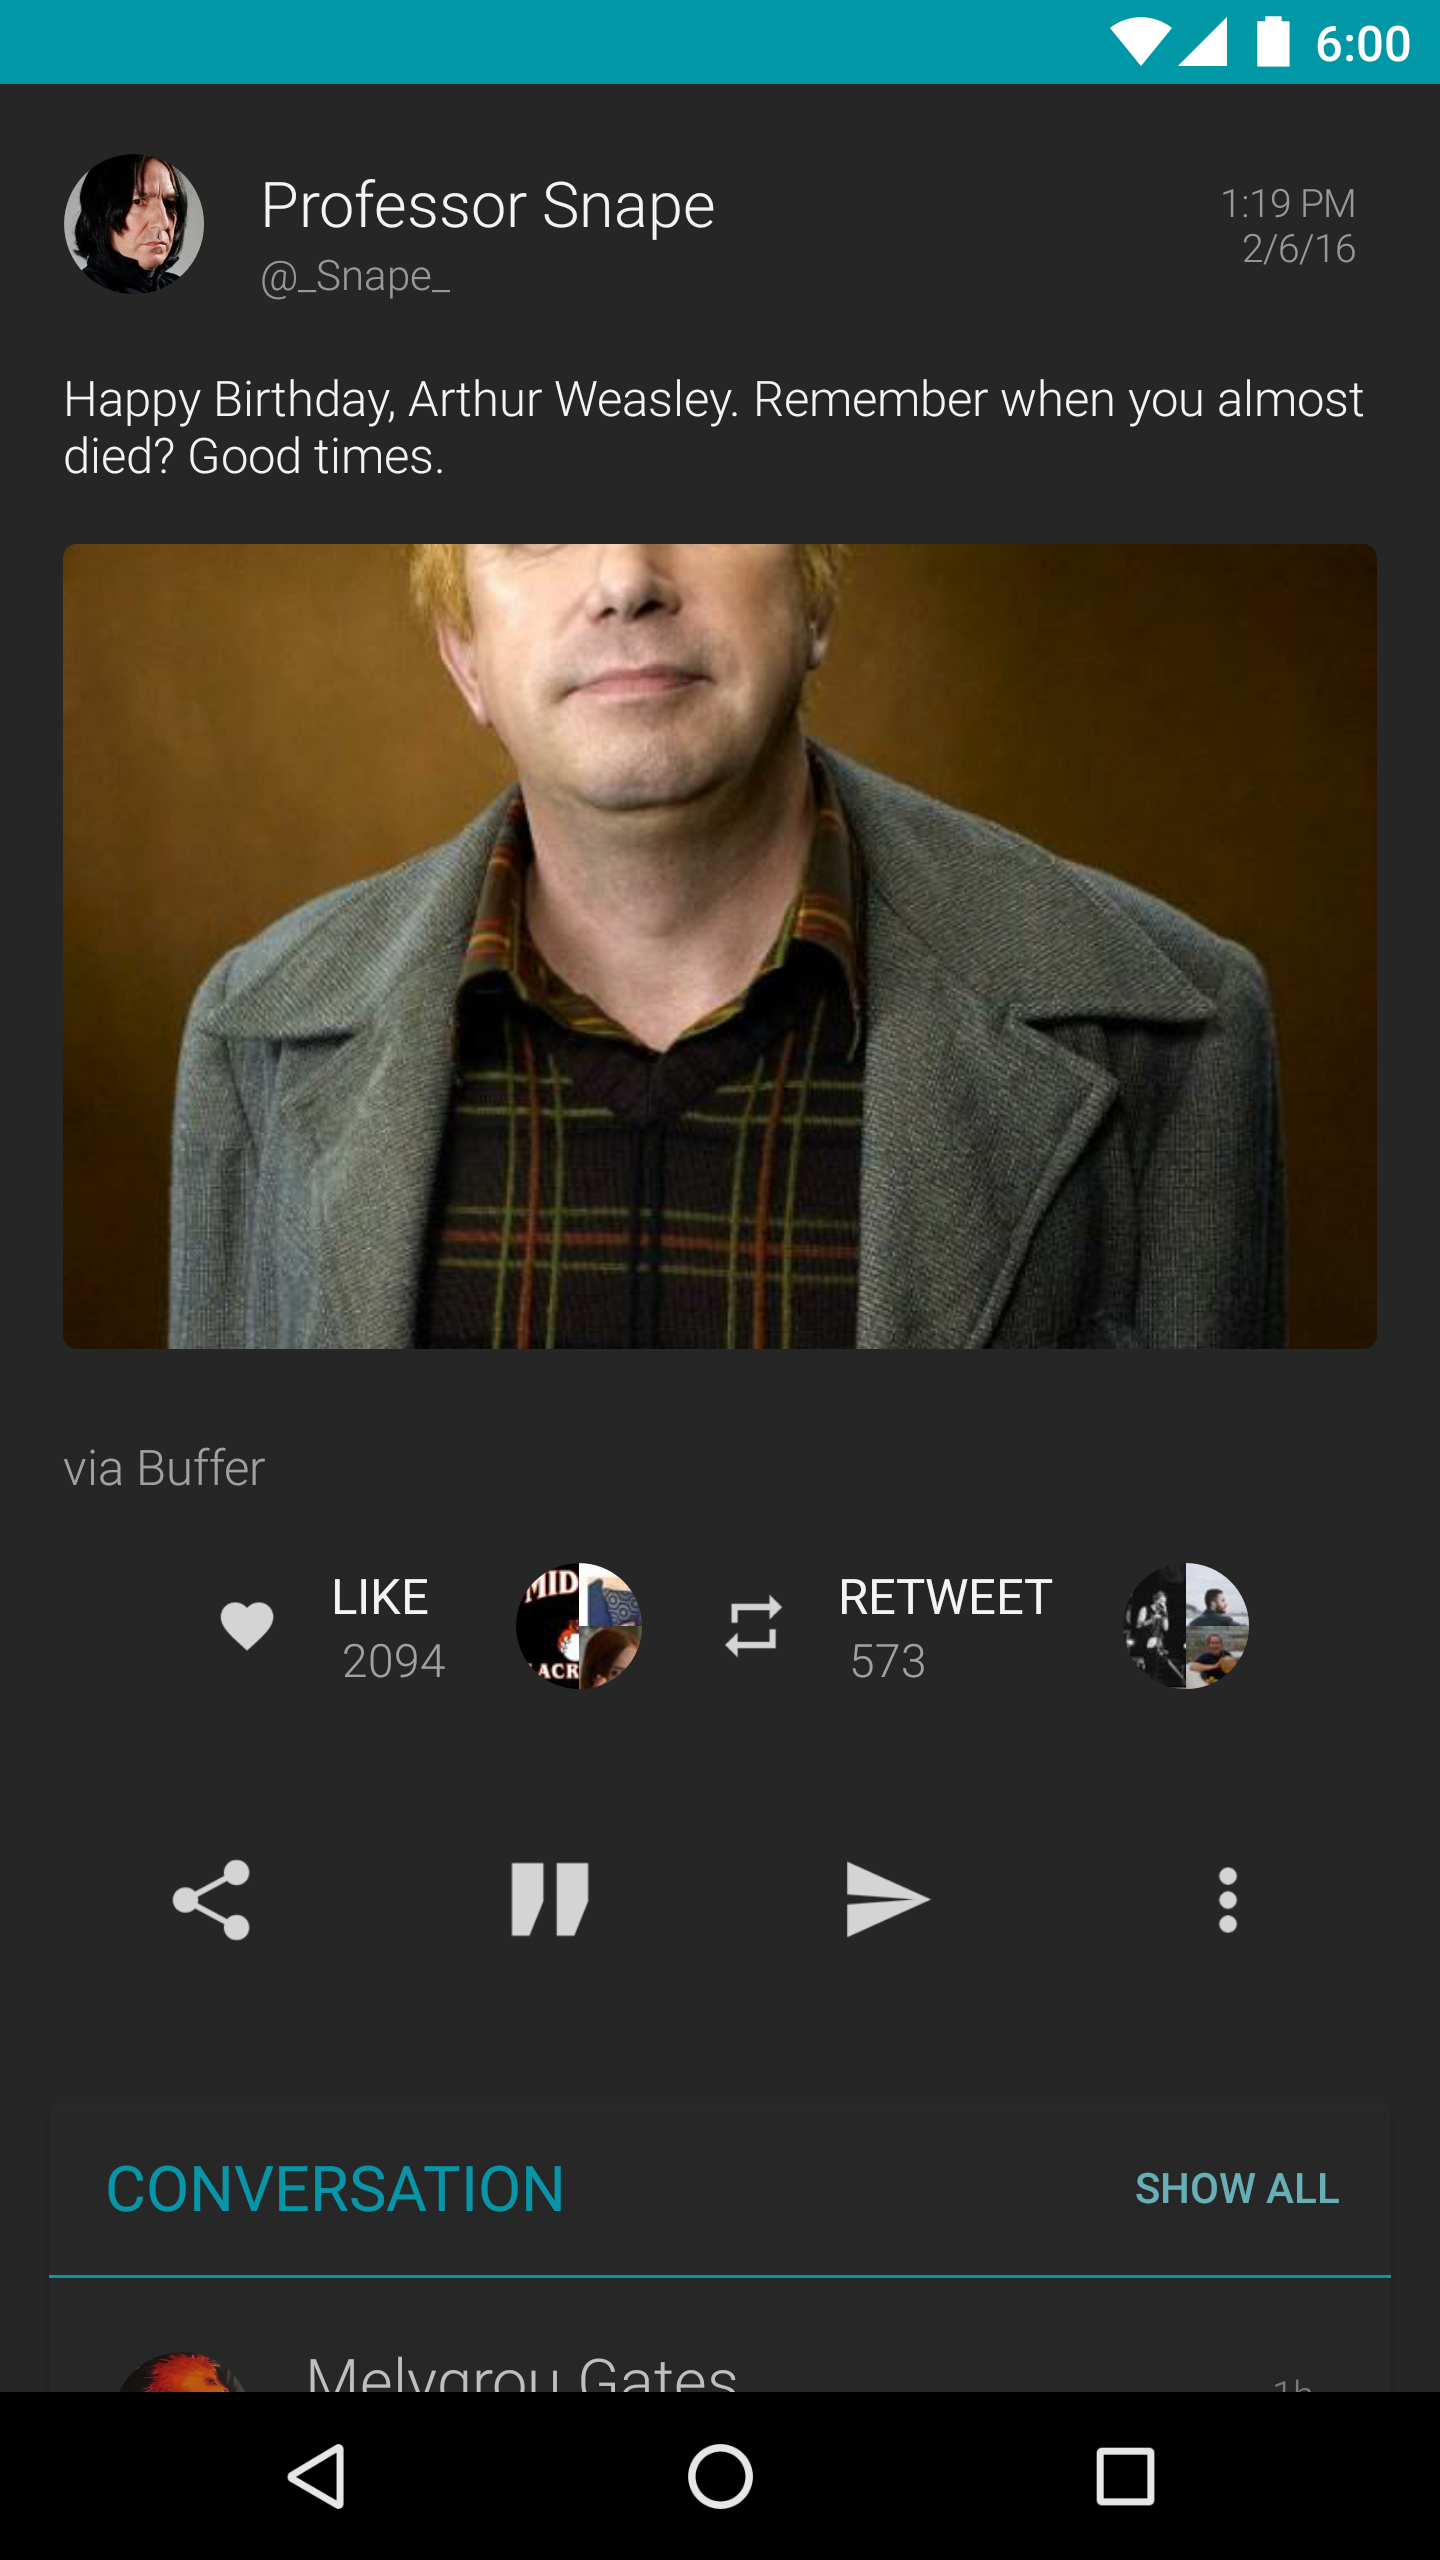 6:00
Professor Snape
1:19 PM
@_Snape_
2/6/16
Happy Birthday, Arthur Weasley. Remember when you almost
died? Good times.
via Buffer
LIKE
2094
MID
LACR
RETWEET
573
CONVERSATION
SHOW ALL
Melvgrou Gates
1h